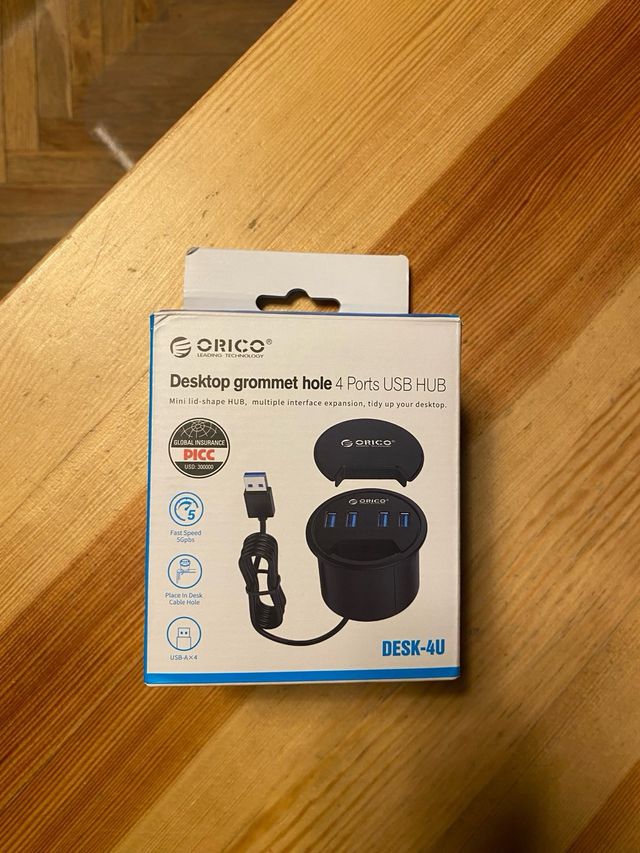 ORICO®
LEADING TECHNOLOGY
Desktop grommet hole 4 Ports USB HUB
Mini lid-shape HUB, multiple interface expansion, tidy up your desktop.
GLOBAL INSURANCE
PICC
USD: 300000
ORICO®
ORICO®
5
Fast Speed
5Gpbs
Place In Desk
Cable Hole
USB-A×4
DESK-4U